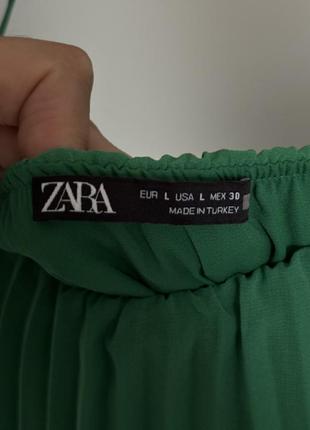 ZARA
EUR L USA L MEX 30
MADE IN TURKEY